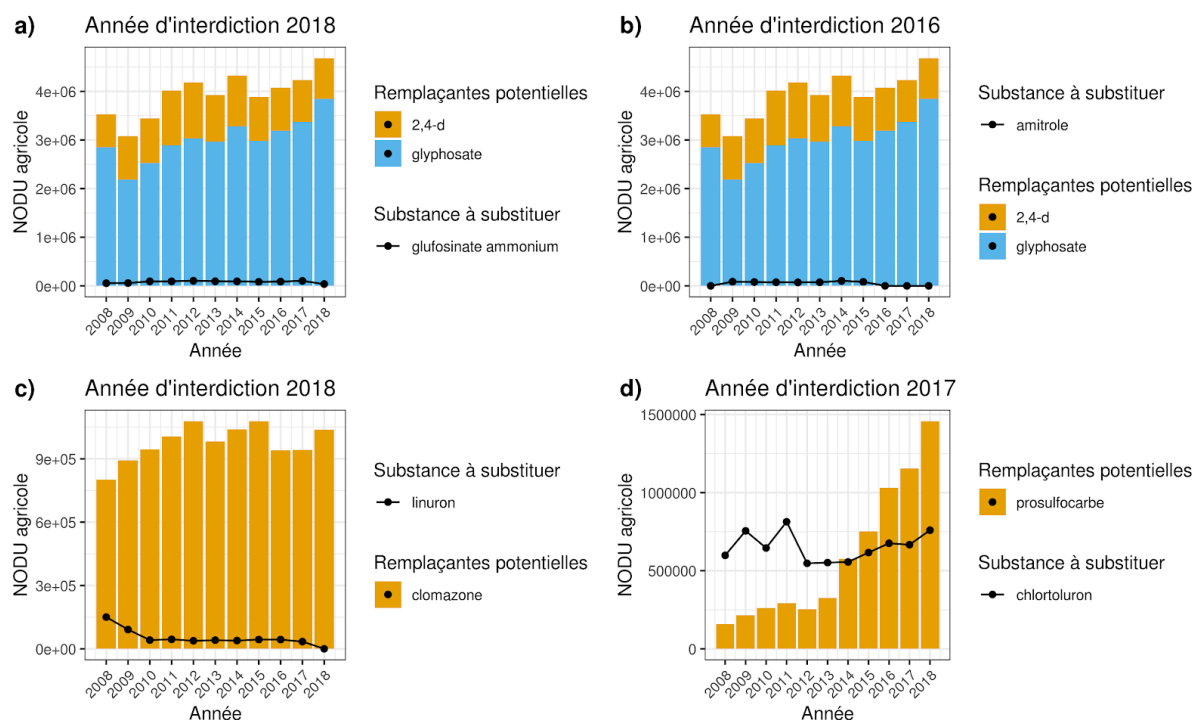 a) Année d'interdiction 2018
NODU agricole
4e+06
3e+06
2e+06
1e+06
0e+00
2008 2009 2010 2011 2012 2013 2014 2015 2016 2017 2018
Année
Remplaçantes potentielles
2,4-d
glyphosate
Substance à substituer
glufosinate ammonium
b) Année d'interdiction 2016
NODU agricole
4e+06
3e+06
2e+06
1e+06
0e+00
2008 2009 2010 2011 2012 2013 2014 2015 2016 2017 2018
Année
Substance à substituer
amitrole
Remplaçantes potentielles
2,4-d
glyphosate
c) Année d'interdiction 2018
NODU agricole
9e+05
6e+05
3e+05
0e+00
2008 2009 2010 2011 2012 2013 2014 2015 2016 2017 2018
Année
Substance à substituer
linuron
Remplaçantes potentielles
clomazone
d) Année d'interdiction 2017
NODU agricole
1500000
1000000
500000
0
2008 2009 2010 2011 2012 2013 2014 2015 2016 2017 2018
Année
Remplaçantes potentielles
prosulfocarbe
Substance à substituer
chlortoluron